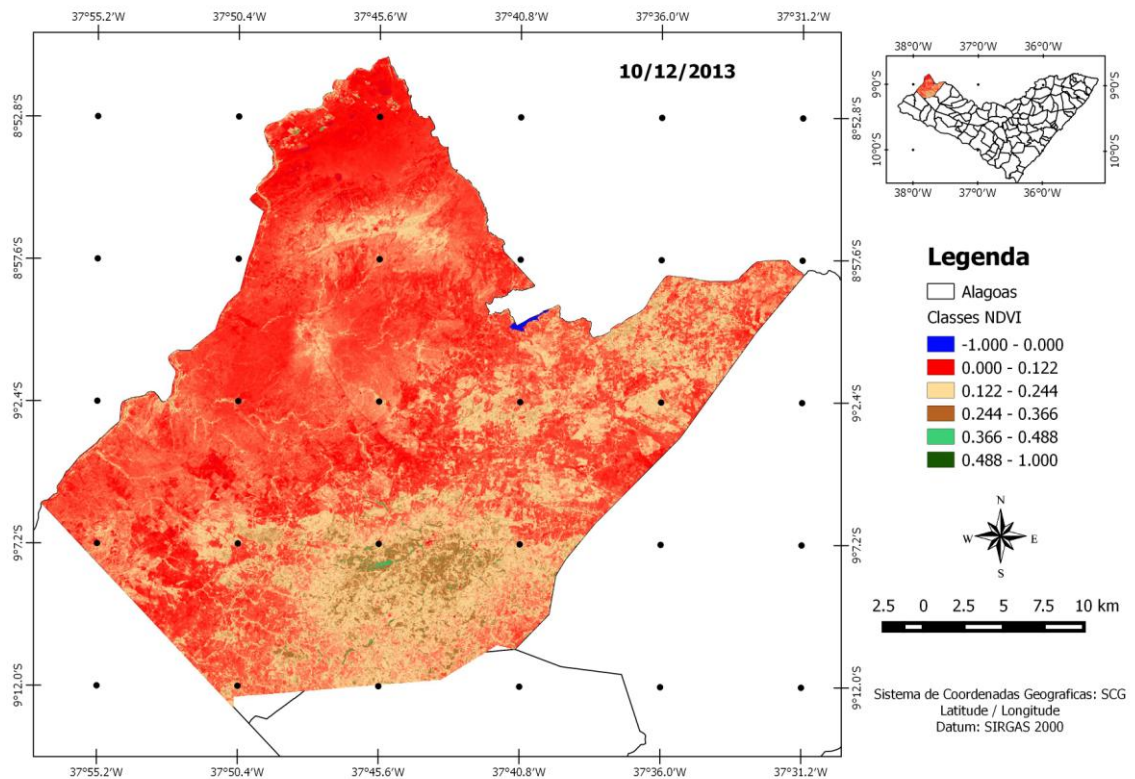 37°55.2'W 37°50.4'W 37°45.6'W 37°40.8'W 37°36.0'W 37°31.2'W
10/12/2013
8°52.8'S
8°57.6'S
9°2.4'S
9°7.2'S
9°12.0'S
8°52.8'S
8°57.6'S
9°2.4'S
9°7.2'S
9°12.0'S
37°55.2'W 37°50.4'W 37°45.6'W 37°40.8'W 37°36.0'W 37°31.2'W
38°0'W 37°0'W 36°0'W
9°0'S
10°0'S
9°0'S
10°0'S
38°0'W 37°0'W 36°0'W
Legenda
Alagoas
Classes NDVI
-1.000 - 0.000
0.000 - 0.122
0.122 - 0.244
0.244 - 0.366
0.366 - 0.488
0.488 - 1.000
N
W E
S
2.5 0 2.5 5 7.5 10 km
Sistema de Coordenadas Geograficas: SCG
Latitude / Longitude
Datum: SIRGAS 2000